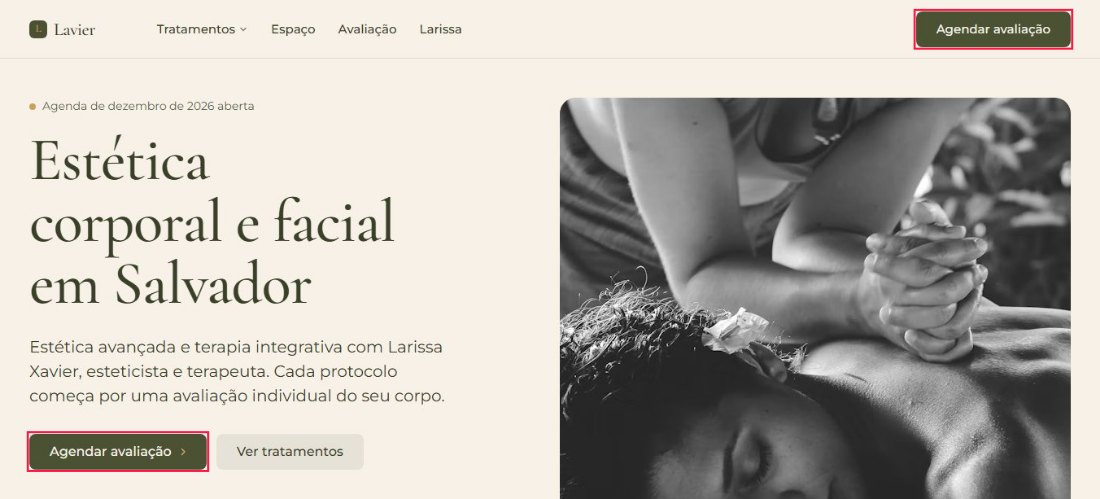 L Lavier
Tratamentos
Espaço
Avaliação
Larissa
Agendar avaliação
Agenda de dezembro de 2026 aberta
Estética
corporal e facial
em Salvador
Estética avançada e terapia integrativa com Larissa
Xavier, esteticista e terapeuta. Cada protocolo
começa por uma avaliação individual do seu corpo.
Agendar avaliação
Ver tratamentos